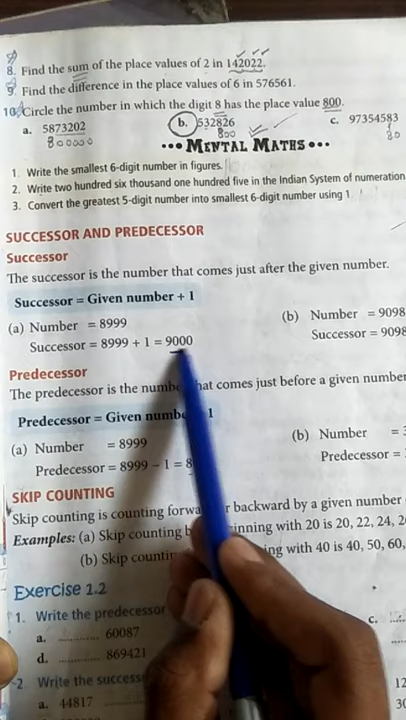 8. Find the sum of the place values of 2 in 142022.
9. Find the difference in the place values of 6 in 576561.
10. Circle the number in which the digit 8 has the place value 800.
a. 5873202 b. 532826 c. 97354583
800000 800 80
••• MENTAL MATHS •••
1. Write the smallest 6-digit number in figures.
2. Write two hundred six thousand one hundred five in the Indian System of numeration
3. Convert the greatest 5-digit number into smallest 6-digit number using 1.
SUCCESSOR AND PREDECESSOR
Successor
The successor is the number that comes just after the given number.
Successor = Given number + 1
(a) Number = 8999 (b) Number = 9098
Successor = 8999 + 1 = 9000 Successor = 9098
Predecessor
The predecessor is the numbe hat comes just before a given number
Predecessor = Given numb 1
(a) Number = 8999 (b) Number =
Predecessor = 8999 − 1 = 8 Predecessor =
SKIP COUNTING
Skip counting is counting forwa r backward by a given number
Examples: (a) Skip counting b inning with 20 is 20, 22, 24, 2
(b) Skip countin ing with 40 is 40, 50, 60,
Exercise 1.2
1. Write the predecessor c.
a. .............. 60087
d. .............. 869421
2 Write the success
a. 44817 12